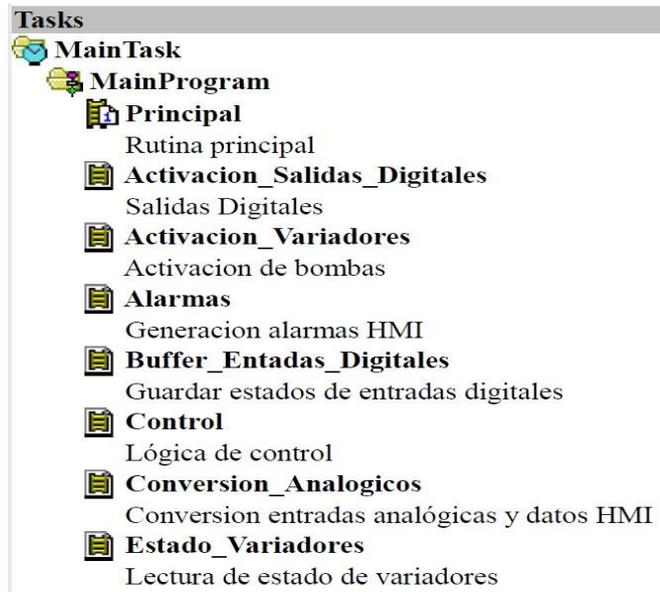 Tasks
MainTask
MainProgram
Principal
Rutina principal
Activacion_Salidas_Digitales
Salidas Digitales
Activacion_Variadores
Activacion de bombas
Alarmas
Generacion alarmas HMI
Buffer_Entadas_Digitales
Guardar estados de entradas digitales
Control
Lógica de control
Conversion_Analogicos
Conversion entradas analógicas y datos HMI
Estado_Variadores
Lectura de estado de variadores